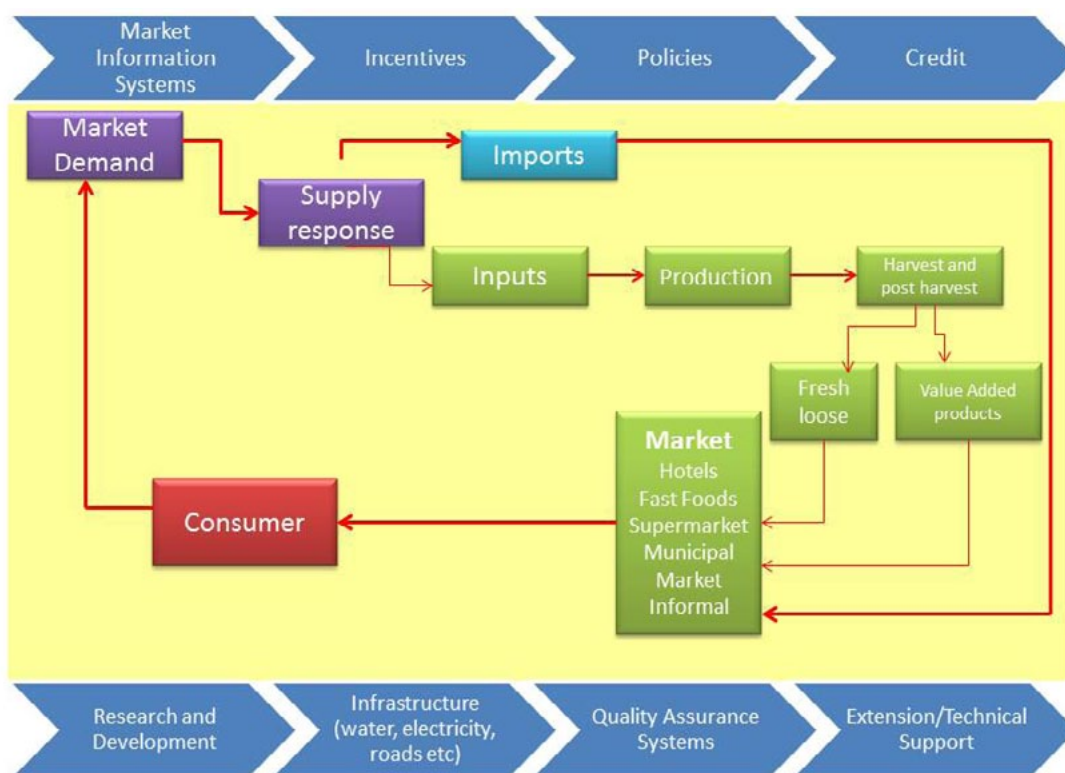 Market
Information
Systems
Incentives
Policies
Credit
Market
Demand
Imports
Supply
response
Inputs
Production
Harvest and
post harvest
Fresh
loose
Value Added
products
Market
Hotels
Fast Foods
Supermarket
Municipal
Market
Informal
Consumer
Research and
Development
Infrastructure
(water, electricity,
roads etc)
Quality Assurance
Systems
Extension/Technical
Support